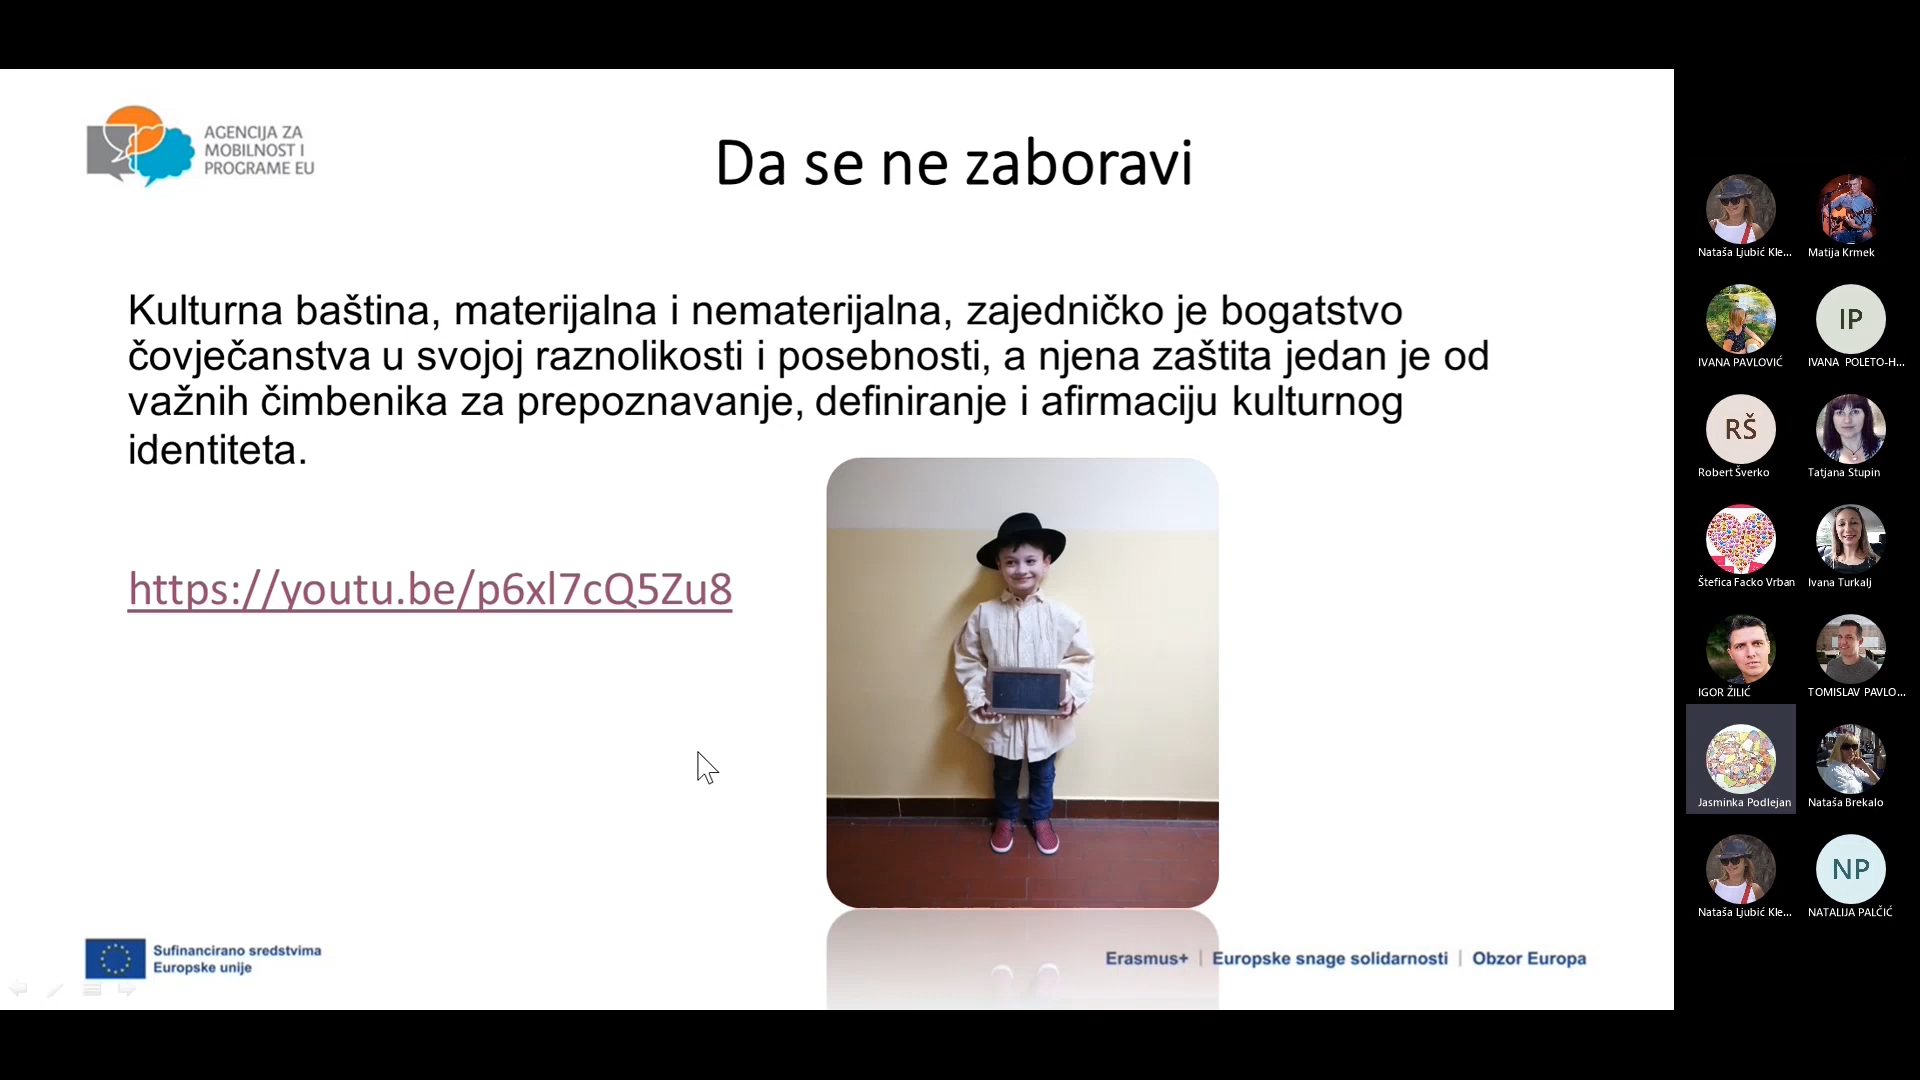 AGENCIJA ZA
MOBILNOST I
PROGRAME EU
Da se ne zaboravi
Kulturna baština, materijalna i nematerijalna, zajedničko je bogatstvo
čovječanstva u svojoj raznolikosti i posebnosti, a njena zaštita jedan je od
važnih čimbenika za prepoznavanje, definiranje i afirmaciju kulturnog
identiteta.
https://youtu.be/p6xl7cQ5Zu8
Sufinancirano sredstvima
Europske unije
Erasmus+ | Europske snage solidarnosti | Obzor Europa
Nataša Ljubić Kle...
Matija Krmek
IVANA PAVLOVIĆ
IP
IVANA POLETO-H...
RŠ
Robert Šverko
Tatjana Stupin
Štefica Facko Vrban
Ivana Turkalj
IGOR ŽILIĆ
TOMISLAV PAVLO...
Jasminka Podlejan
Nataša Brekalo
Nataša Ljubić Kle...
NP
NATALIJA PALČIĆ